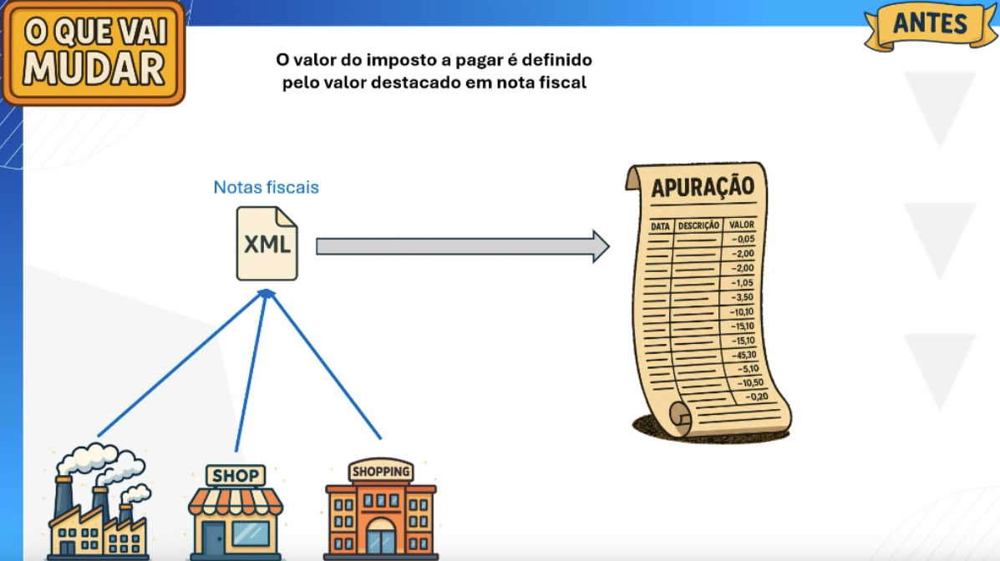 O QUE VAI
MUDAR
ANTES
O valor do imposto a pagar é definido
pelo valor destacado em nota fiscal
Notas fiscais
XML
APURAÇÃO
DATA DESCRIÇÃO VALOR
-0,05
-2,00
-2,00
-1,05
-3,50
-10,10
-15,10
-15,10
-45,30
-5,10
-10,50
-0,20
SHOP
SHOPPING